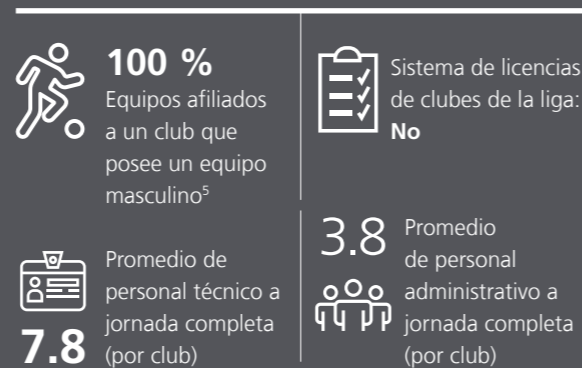 100 %
Equipos afiliados
a un club que
posee un equipo
masculino⁵
Sistema de licencias
de clubes de la liga:
No
Promedio de
personal técnico a
jornada completa
(por club)
7.8
3.8
Promedio
de personal
administrativo a
jornada completa
(por club)